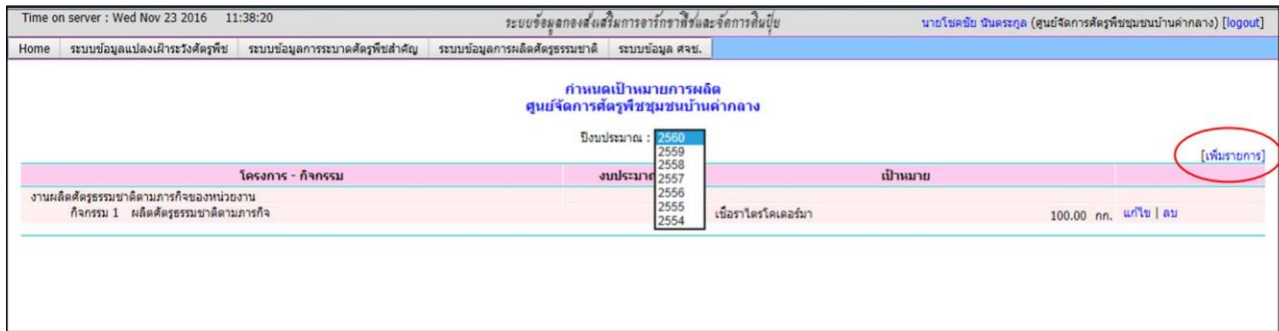 Time on server : Wed Nov 23 2016 11:38:20 ระบบข้อมูลกองส่งเสริมการอารักขาพืชและจัดการดินปุ๋ย นายโชคชัย ฉันตระกูล (ศูนย์จัดการศัตรูพืชชุมชนบ้านค่ากลาง) [logout]
Home ระบบข้อมูลแปลงเฝ้าระวังศัตรูพืช ระบบข้อมูลการระบาดศัตรูพืชสำคัญ ระบบข้อมูลการผลิตศัตรูธรรมชาติ ระบบข้อมูล ศจช.
กำหนดเป้าหมายการผลิต
ศูนย์จัดการศัตรูพืชชุมชนบ้านค่ากลาง
ปีงบประมาณ : 2560
2559
2558
2557
2556
2555
2554
[เพิ่มรายการ]
โครงการ - กิจกรรม งบประมาณ เป้าหมาย
งานผลิตศัตรูธรรมชาติตามภารกิจของหน่วยงาน
กิจกรรม 1 ผลิตศัตรูธรรมชาติตามภารกิจ เชื้อราไตรโคเดอร์มา 100.00 กก. แก้ไข | ลบ